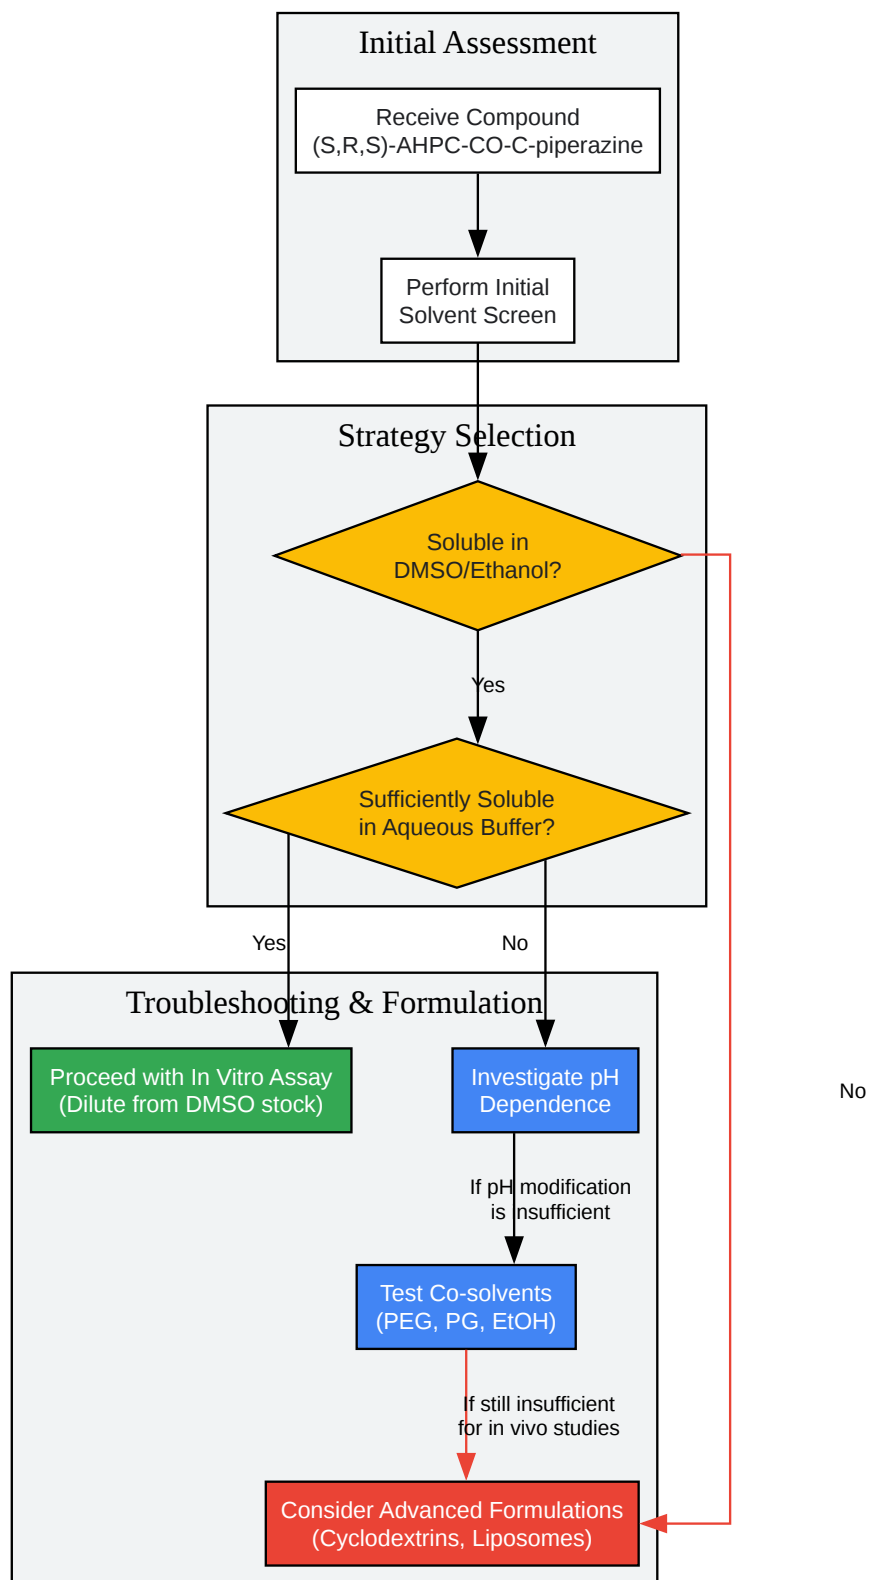 Initial Assessment
Receive Compound
(S,R,S)-AHPC-CO-C-piperazine
Perform Initial
Solvent Screen
Strategy Selection
Soluble in
DMSO/Ethanol?
Yes
Sufficiently Soluble
in Aqueous Buffer?
Yes
No
Troubleshooting & Formulation
Proceed with In Vitro Assay
(Dilute from DMSO stock)
Investigate pH
Dependence
No
If pH modification
is insufficient
Test Co-solvents
(PEG, PG, EtOH)
If still insufficient
for in vivo studies
Consider Advanced Formulations
(Cyclodextrins, Liposomes)